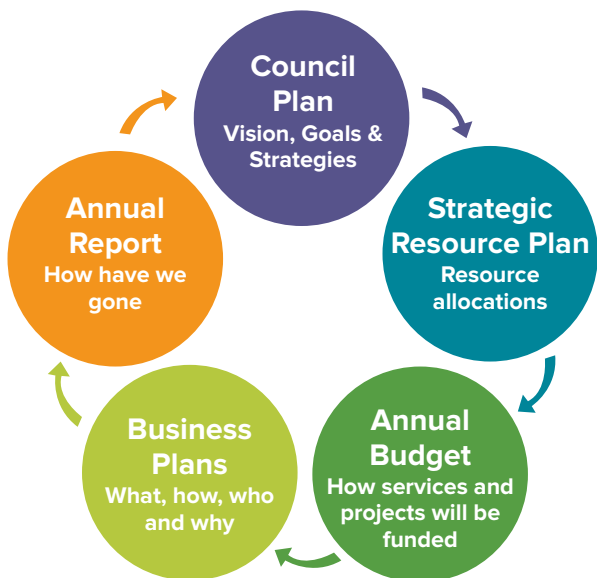 Council
Plan
Vision, Goals &
Strategies
Strategic
Resource Plan
Resource
allocations
Annual
Budget
How services and
projects will be
funded
Business
Plans
What, how, who
and why
Annual
Report
How have we
gone